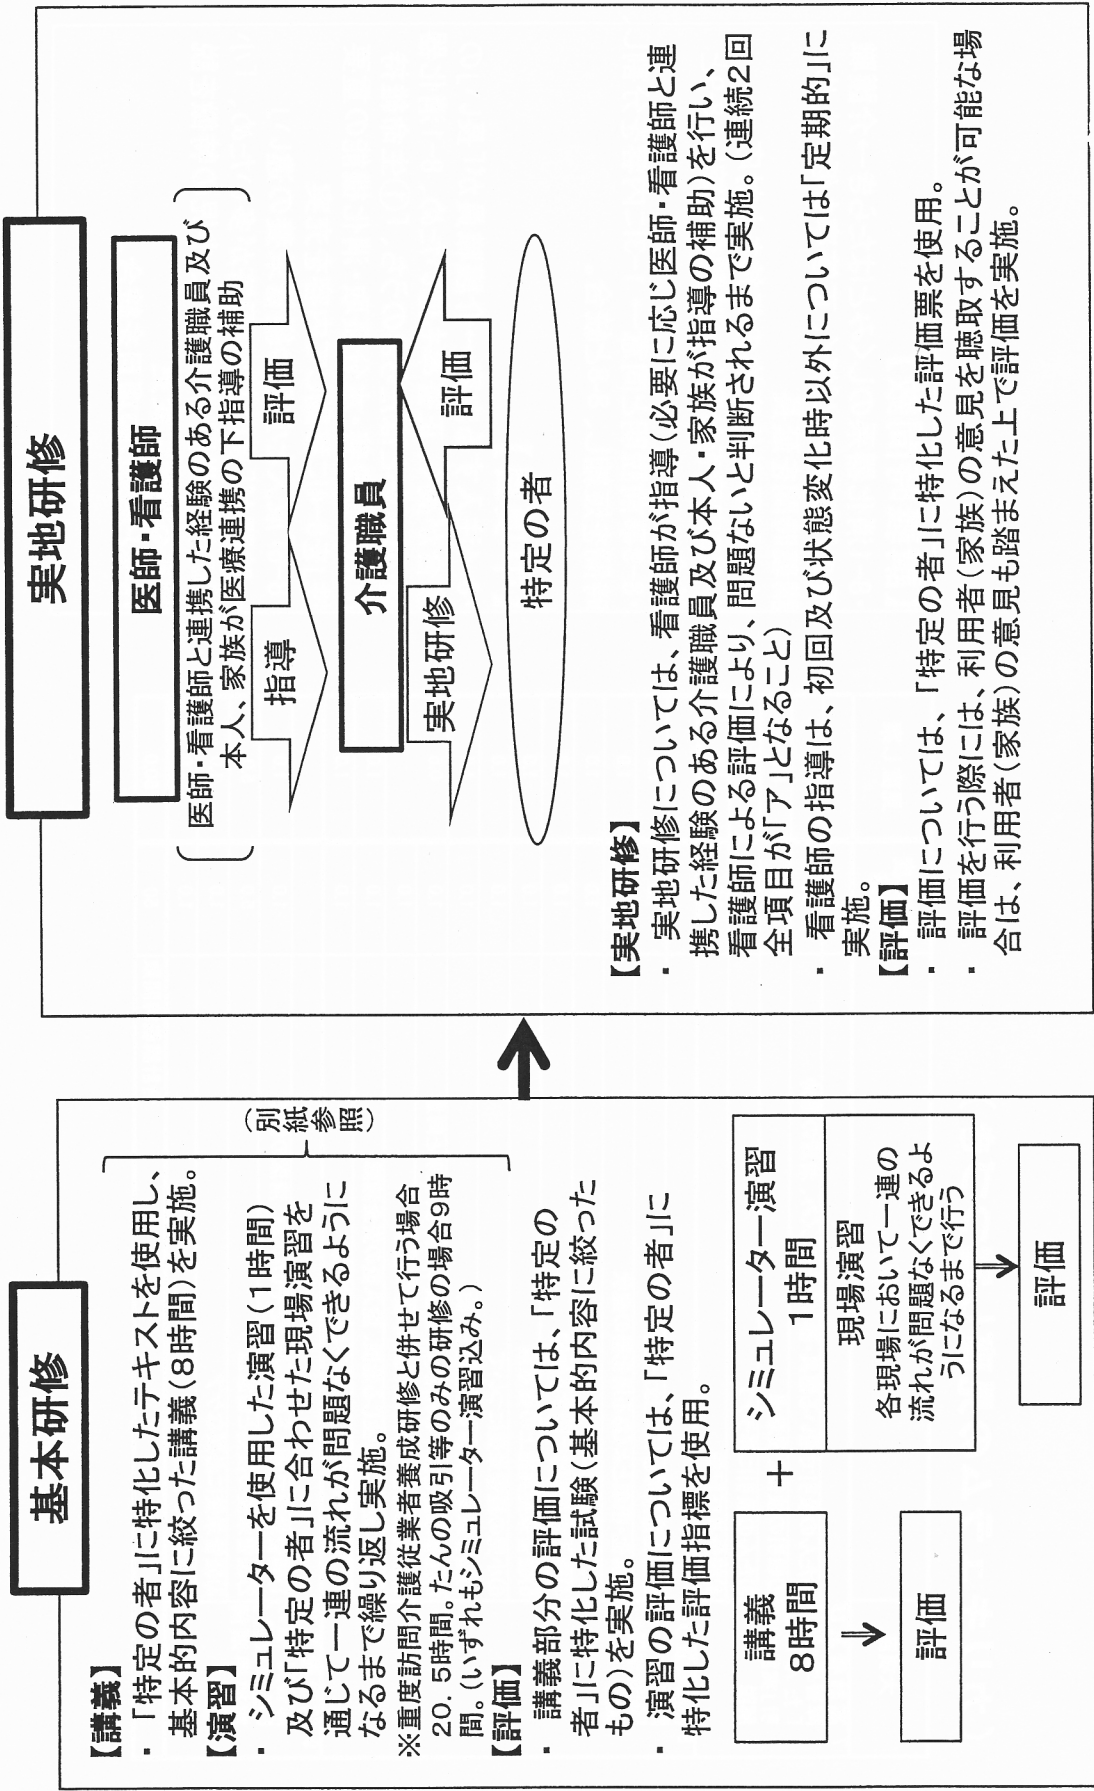 基本研修
【講義】
・ 「特定の者」に特化したテキストを使用し、
基本的内容に絞った講義(8時間)を実施。
【演習】
・ シミュレーターを使用した演習(1時間)
及び「特定の者」に合わせた現場演習を
通じて一連の流れが問題なくできるように
なるまで繰り返し実施。
(別紙参照)
※重度訪問介護従業者養成研修と併せて行う場合
20．5時間。たんの吸引等のみの研修の場合9時
間。(いずれもシミュレーター演習込み。)
【評価】
・ 講義部分の評価については、「特定の
者」に特化した試験(基本的内容に絞った
もの)を実施。
・ 演習の評価については、「特定の者」に
特化した評価指標を使用。
講義
8時間
評価
＋
シミュレーター演習
1時間
現場演習
各現場において一連の
流れが問題なくできるよ
うになるまで行う
評価
実地研修
医師・看護師
医師・看護師と連携した経験のある介護職員及び
本人、家族が医療連携の下指導の補助
指導
評価
介護職員
実地研修
評価
特定の者
【実地研修】
・ 実地研修については、看護師が指導(必要に応じ医師・看護師と連
携した経験のある介護職員及び本人・家族が指導の補助)を行い、
看護師による評価により、問題ないと判断されるまで実施。(連続2回
全項目が「ア」となること)
・ 看護師の指導は、初回及び状態変化時以外については「定期的」に
実施。
【評価】
・ 評価については、「特定の者」に特化した評価票を使用。
・ 評価を行う際には、利用者(家族)の意見を聴取することが可能な場
合は、利用者(家族)の意見も踏まえた上で評価を実施。